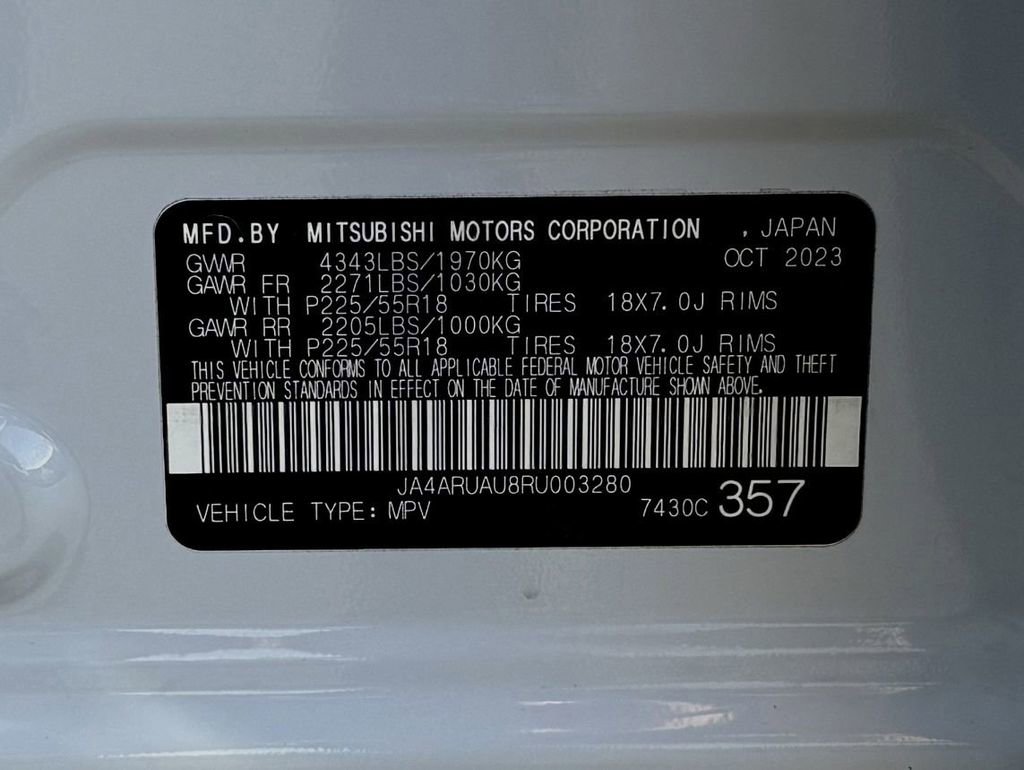 MFD.BY MITSUBISHI MOTORS CORPORATION , JAPAN
GVWR 4343LBS/1970KG OCT 2023
GAWR FR 2271LBS/1030KG
WITH P225/55R18 TIRES 18X7.0J RIMS
GAWR RR 2205LBS/1000KG
WITH P225/55R18 TIRES 18X7.0J RIMS
THIS VEHICLE CONFORMS TO ALL APPLICABLE FEDERAL MOTOR VEHICLE SAFETY AND THEFT
PREVENTION STANDARDS IN EFFECT ON THE DATE OF MANUFACTURE SHOWN ABOVE.
JA4ARUAU8RU003280
VEHICLE TYPE: MPV 7430C 357